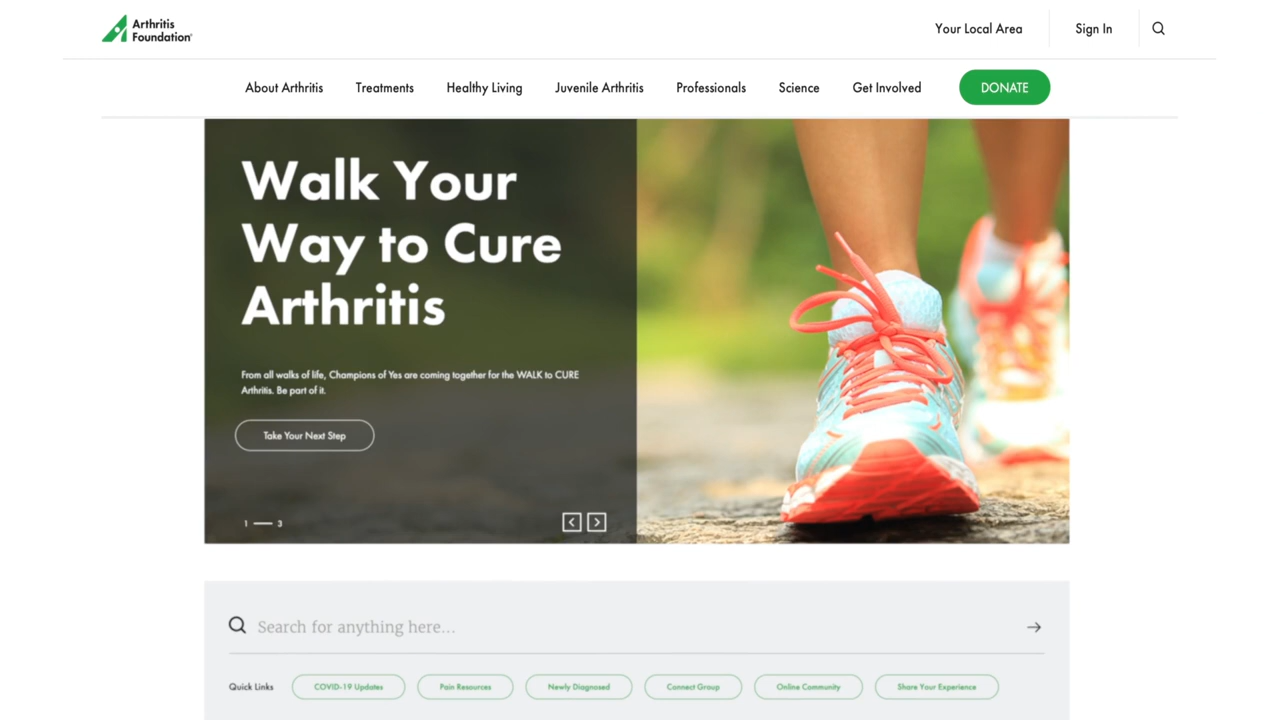 Arthritis
Foundation®
Your Local Area
Sign In
About Arthritis
Treatments
Healthy Living
Juvenile Arthritis
Professionals
Science
Get Involved
DONATE
Walk Your
Way to Cure
Arthritis
From all walks of life, Champions of Yes are coming together for the WALK to CURE
Arthritis. Be part of it.
Take Your Next Step
1 — 3
Search for anything here...
Quick Links
COVID-19 Updates
Pain Resources
Newly Diagnosed
Connect Group
Online Community
Share Your Experience